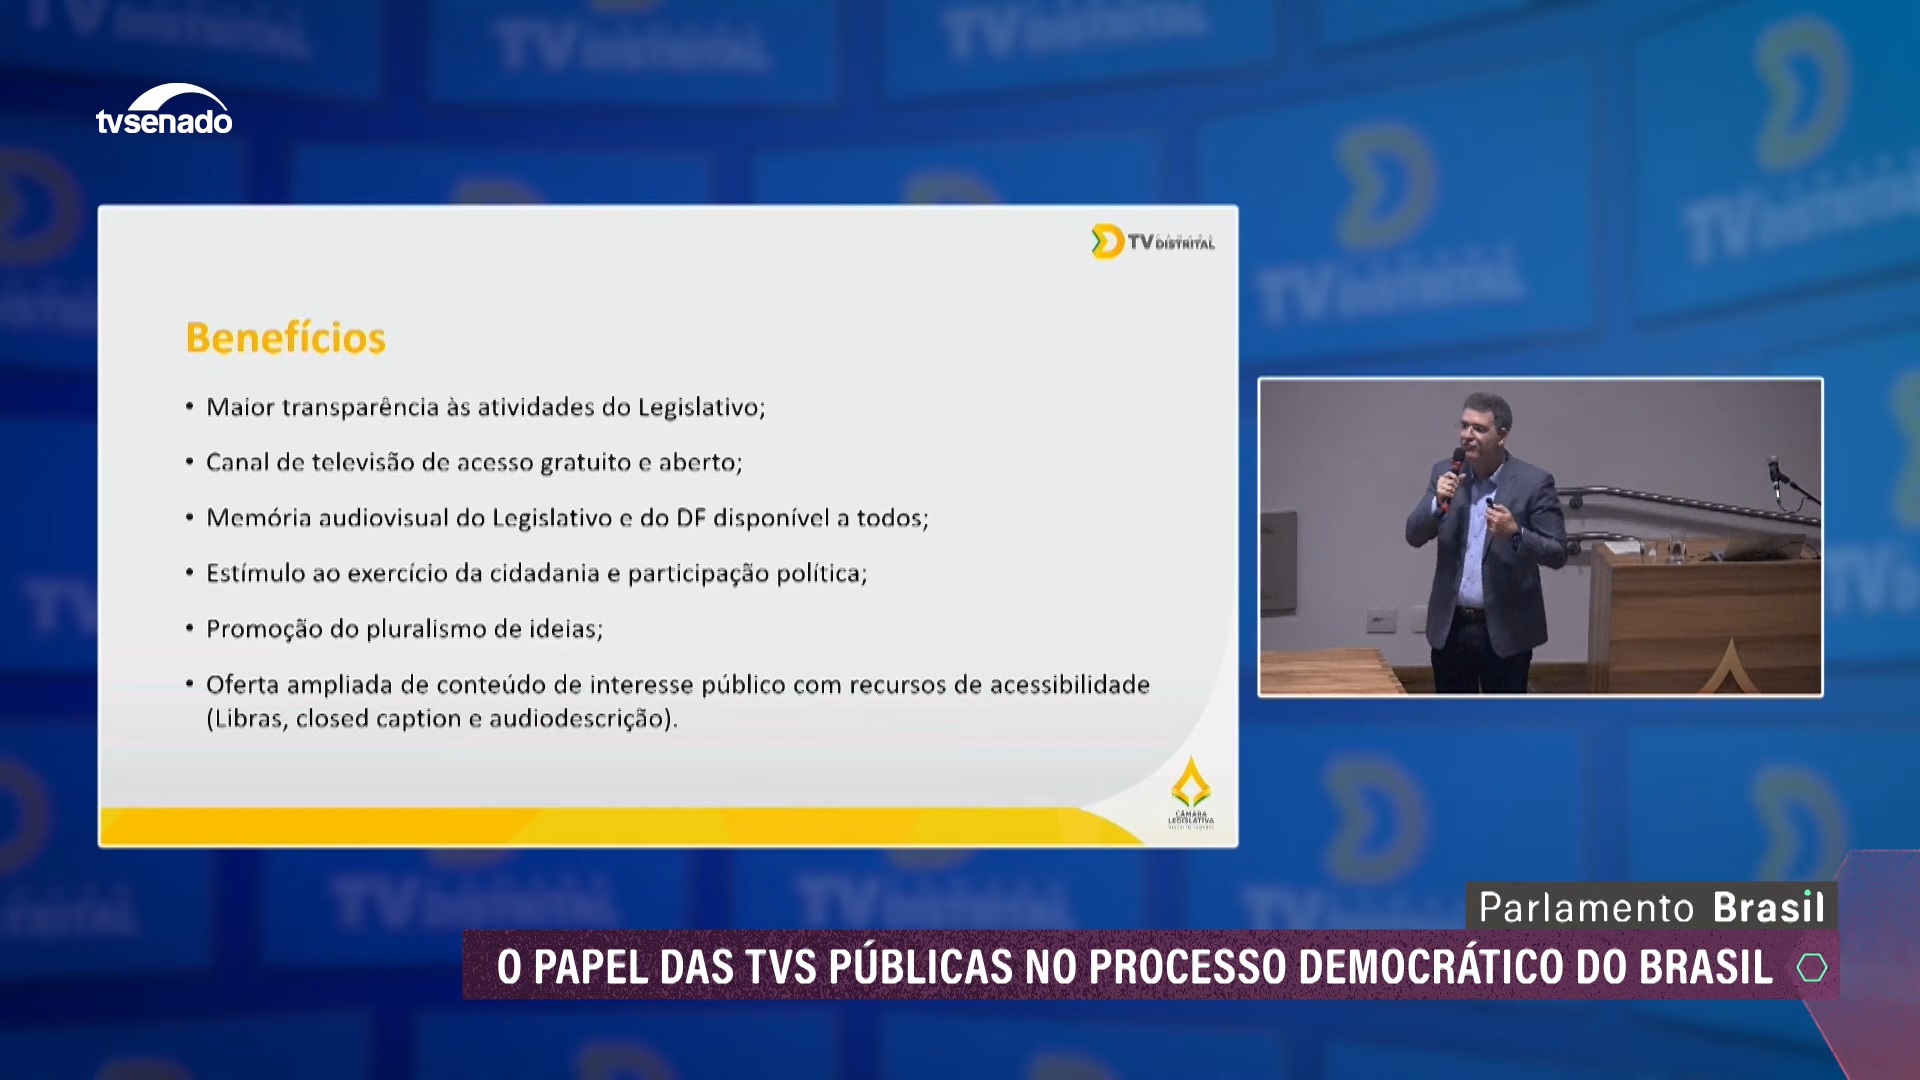 tvsenado
TV CÂMARA
DISTRITAL
Benefícios
• Maior transparência às atividades do Legislativo;
• Canal de televisão de acesso gratuito e aberto;
• Memória audiovisual do Legislativo e do DF disponível a todos;
• Estímulo ao exercício da cidadania e participação política;
• Promoção do pluralismo de ideias;
• Oferta ampliada de conteúdo de interesse público com recursos de acessibilidade
(Libras, closed caption e audiodescrição).
CÂMARA
LEGISLATIVA
DISTRITO FEDERAL
Parlamento Brasil
O PAPEL DAS TVS PÚBLICAS NO PROCESSO DEMOCRÁTICO DO BRASIL